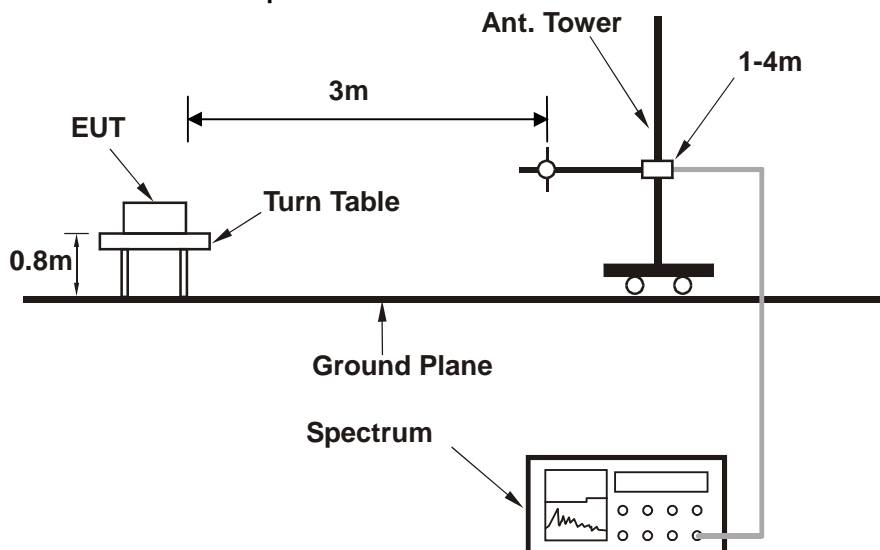 Ant. Tower
1-4m
3m
EUT
Turn Table
0.8m
Ground Plane
Spectrum